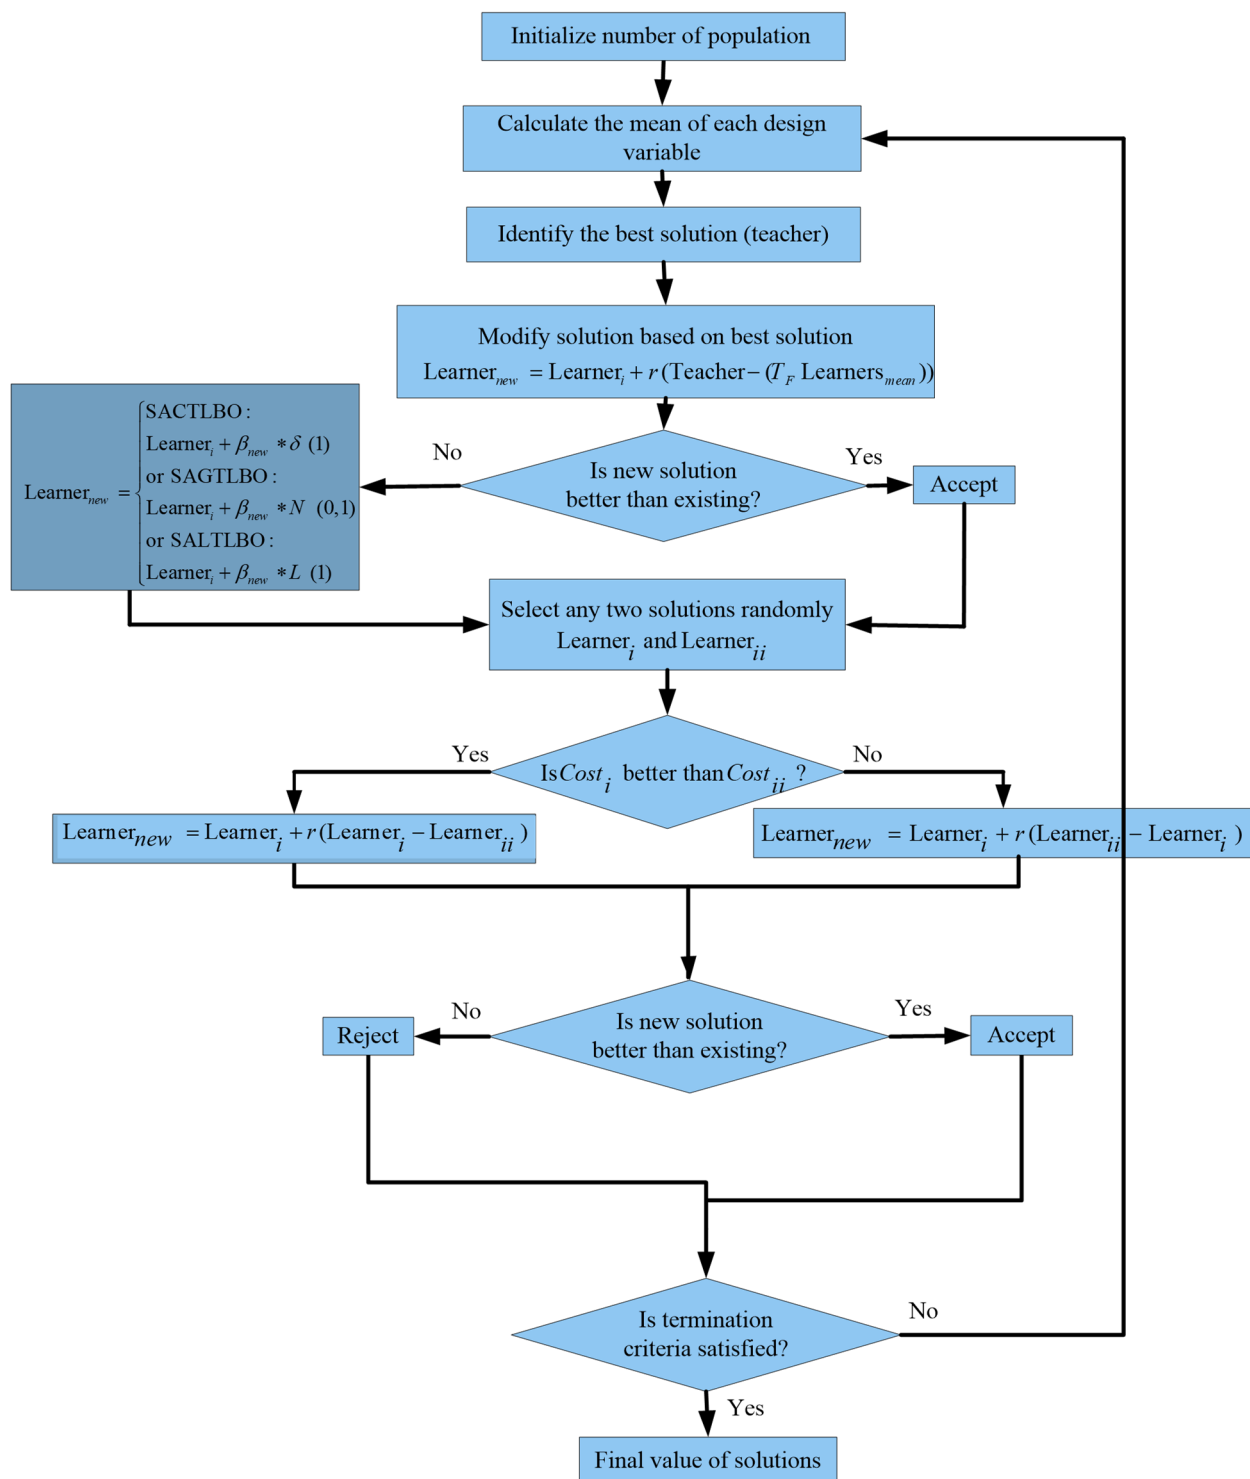 Initialize number of population
Calculate the mean of each design
variable
Identify the best solution (teacher)
Modify solution based on best solution
Learner_new = Learner_i + r (Teacher − (T_F Learners_mean))
No
Is new solution
better than existing?
Yes
Accept
Learner_new =
SACTLBO :
Learner_i + β_new * δ (1)
or SAGTLBO :
Learner_i + β_new * N (0,1)
or SALTLBO :
Learner_i + β_new * L (1)
Select any two solutions randomly
Learner_i and Learner_ii
Yes
Is Cost_i better than Cost_ii ?
No
Learner_new = Learner_i + r (Learner_i − Learner_ii )
Learner_new = Learner_i + r (Learner_ii − Learner_i )
Reject
No
Is new solution
better than existing?
Yes
Accept
Is termination
criteria satisfied?
No
Yes
Final value of solutions